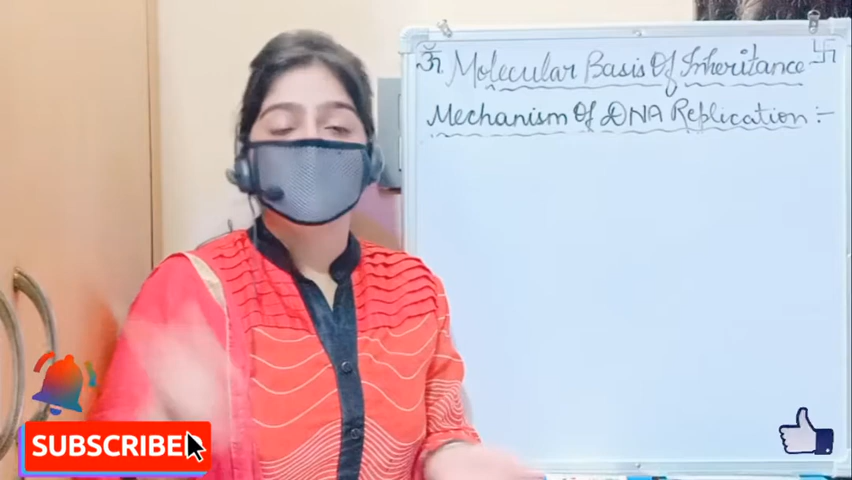 ॐ Molecular Basis Of Inheritance 卐
Mechanism Of DNA Replication :-
SUBSCRIBE